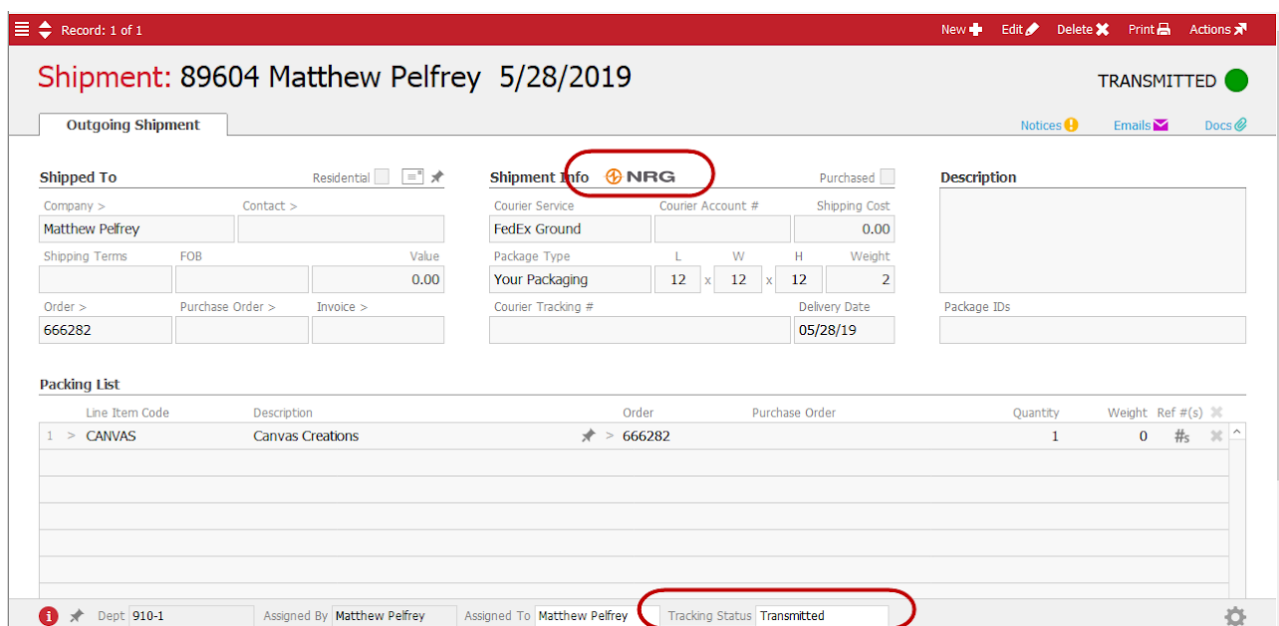 Record: 1 of 1 New Edit Delete Print Actions
Shipment: 89604 Matthew Pelfrey 5/28/2019 TRANSMITTED
Outgoing Shipment Notices Emails Docs
Shipped To Residential Shipment Info NRG Purchased Description
Company > Contact > Courier Service Courier Account # Shipping Cost
Matthew Pelfrey FedEx Ground 0.00
Shipping Terms FOB Value Package Type L W H Weight
0.00 Your Packaging 12 x 12 x 12 2
Order > Purchase Order > Invoice > Courier Tracking # Delivery Date Package IDs
666282 05/28/19
Packing List
Line Item Code Description Order Purchase Order Quantity Weight Ref #(s)
1 > CANVAS Canvas Creations > 666282 1 0 #s
Dept 910-1 Assigned By Matthew Pelfrey Assigned To Matthew Pelfrey Tracking Status Transmitted